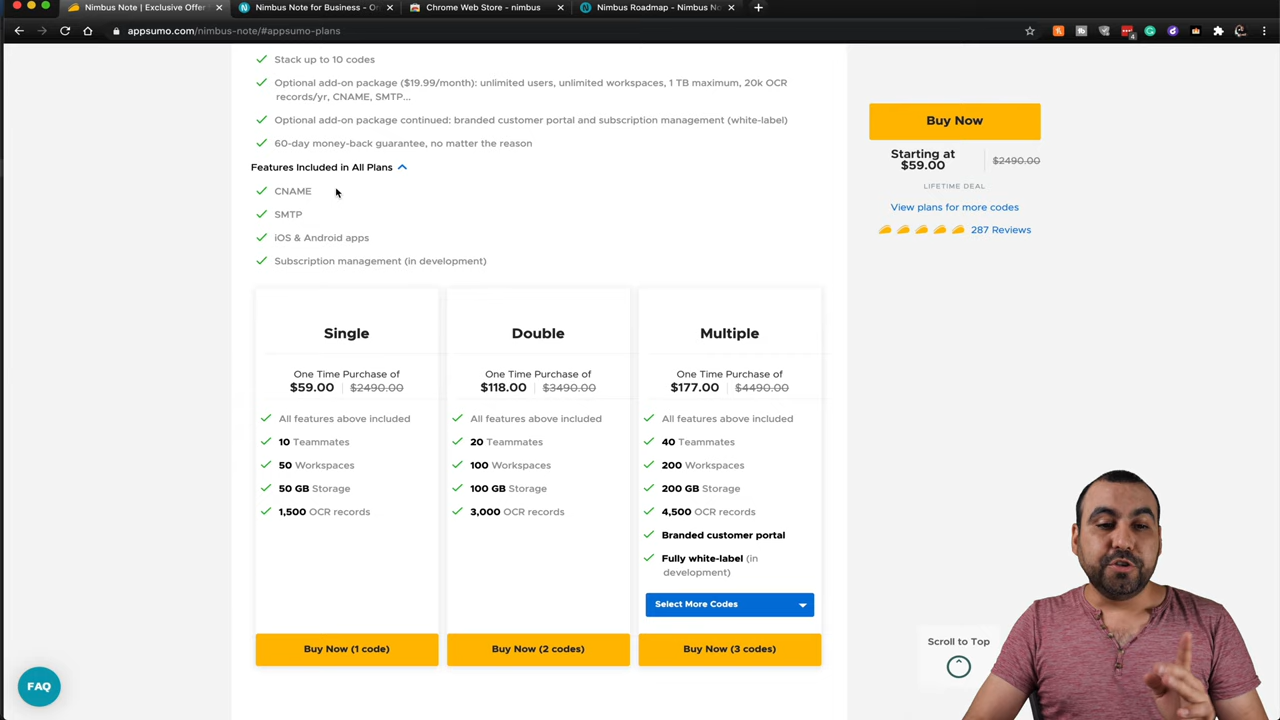 Nimbus Note | Exclusive Offer
Nimbus Note for Business - O
Chrome Web Store - nimbus
Nimbus Roadmap - Nimbus No
appsumo.com/nimbus-note/#appsumo-plans
4
Stack up to 10 codes
Optional add-on package ($19.99/month): unlimited users, unlimited workspaces, 1 TB maximum, 20k OCR
records/yr, CNAME, SMTP...
Optional add-on package continued: branded customer portal and subscription management (white-label)
60-day money-back guarantee, no matter the reason
Features Included in All Plans
CNAME
SMTP
iOS & Android apps
Subscription management (in development)
Buy Now
Starting at
$59.00
$2490.00
LIFETIME DEAL
View plans for more codes
287 Reviews
Single
One Time Purchase of
$59.00 $2490.00
All features above included
10 Teammates
50 Workspaces
50 GB Storage
1,500 OCR records
Buy Now (1 code)
Double
One Time Purchase of
$118.00 $3490.00
All features above included
20 Teammates
100 Workspaces
100 GB Storage
3,000 OCR records
Buy Now (2 codes)
Multiple
One Time Purchase of
$177.00 $4490.00
All features above included
40 Teammates
200 Workspaces
200 GB Storage
4,500 OCR records
Branded customer portal
Fully white-label (in
development)
Select More Codes
Buy Now (3 codes)
Scroll to Top
FAQ